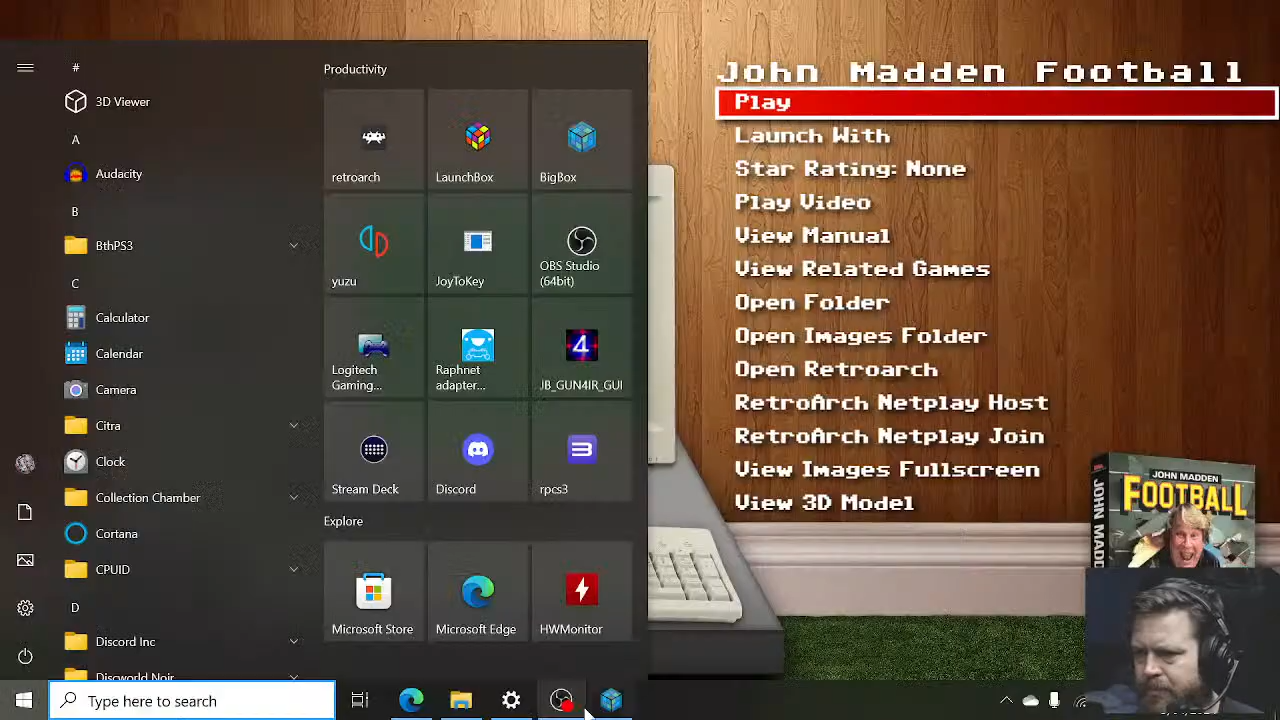 #
3D Viewer
A
Audacity
B
BthPS3
C
Calculator
Calendar
Camera
Citra
Clock
Collection Chamber
Cortana
CPUID
D
Discord Inc
Discworld Noir
Productivity
retroarch
LaunchBox
BigBox
yuzu
JoyToKey
OBS Studio
(64bit)
Logitech
Gaming...
Raphnet
adapter...
4
JB_GUN4IR_GUI
Stream Deck
Discord
rpcs3
Explore
Microsoft Store
Microsoft Edge
HWMonitor
Type here to search
John Madden Football
Play
Launch With
Star Rating: None
Play Video
View Manual
View Related Games
Open Folder
Open Images Folder
Open Retroarch
RetroArch Netplay Host
RetroArch Netplay Join
View Images Fullscreen
View 3D Model
JOHN MADDEN
FOOTBALL